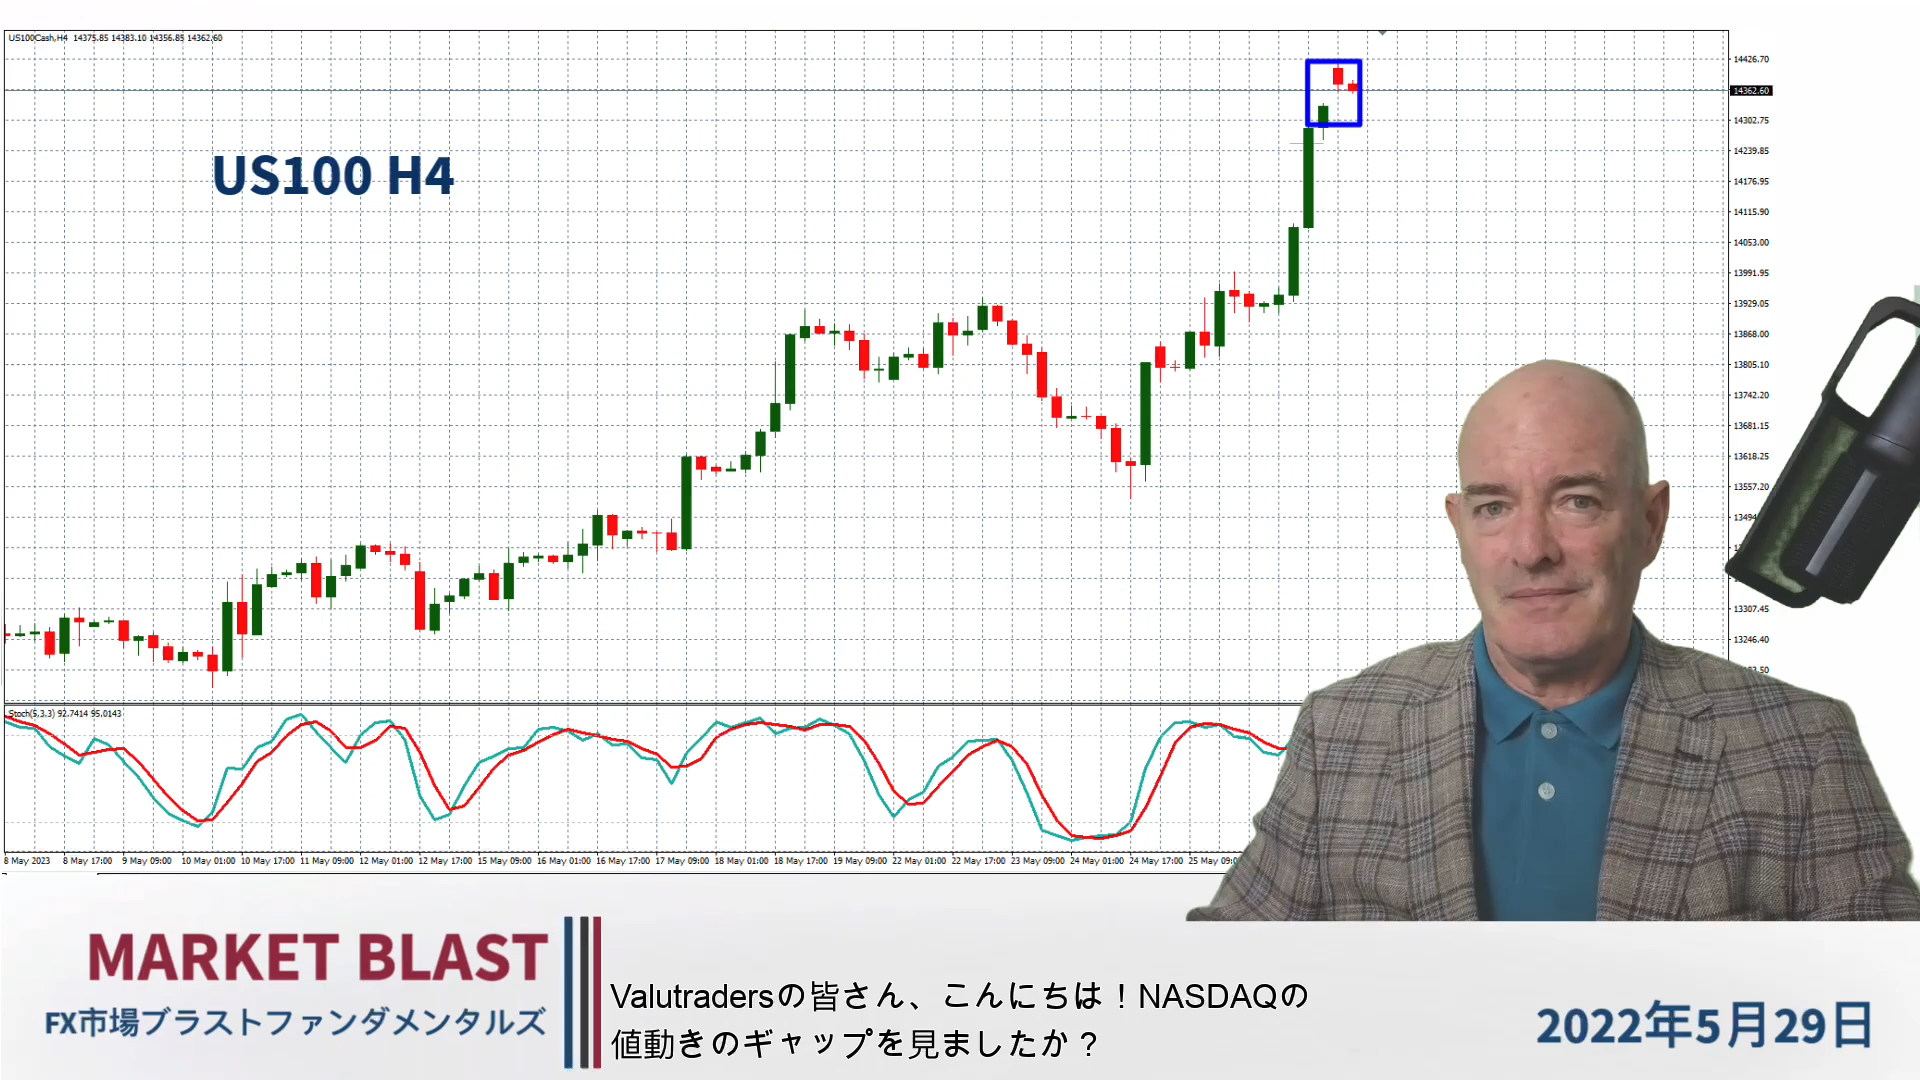 US100Cash,H4 14375.85 14383.10 14356.85 14362.60
14426.70
14362.60
14302.75
14239.85
14176.95
14115.90
14053.00
13991.95
13929.05
13868.00
13805.10
13742.20
13681.15
13618.25
13557.20
13494
13307.45
13246.40
US100 H4
Stoch(5,3,3) 92.7414 95.0143
8 May 2023 8 May 17:00 9 May 09:00 10 May 01:00 10 May 17:00 11 May 09:00 12 May 01:00 12 May 17:00 15 May 09:00 16 May 01:00 16 May 17:00 17 May 09:00 18 May 01:00 18 May 17:00 19 May 09:00 22 May 01:00 22 May 17:00 23 May 09:00 24 May 01:00 24 May 17:00 25 May 09:0
MARKET BLAST
FX市場ブラストファンダメンタルズ
Valutradersの皆さん、こんにちは！NASDAQの
値動きのギャップを見ましたか？
2022年5月29日